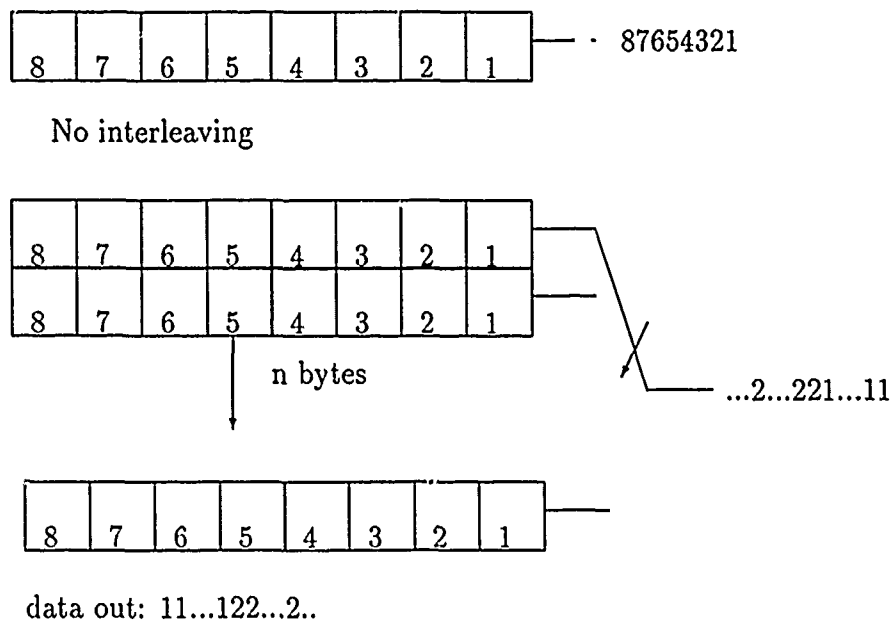 8 7 6 5 4 3 2 1 87654321
No interleaving
8 7 6 5 4 3 2 1
8 7 6 5 4 3 2 1
n bytes
...2...221...11
8 7 6 5 4 3 2 1
data out: 11...122...2..